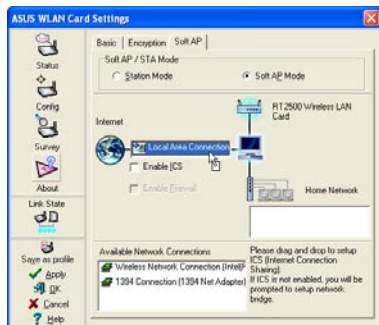 ASUS WLAN Card Settings
Status
Config
Survey
About
Link State
Save as profile
Apply
OK
Cancel
Help
Basic
Encryption
Soft AP
Soft AP / STA Mode
Station Mode
Soft AP Mode
Internet
RT2500 Wireless LAN
Card
Local Area Connection
Enable ICS
Enable Firewall
Home Network
Available Network Connections
Wireless Network Connection (Intel(
1394 Connection (1394 Net Adapter)
Please drag and drop to setup
ICS (Internet Connection
Sharing).
If ICS is not enabled, you will be
prompted to setup network
bridge.